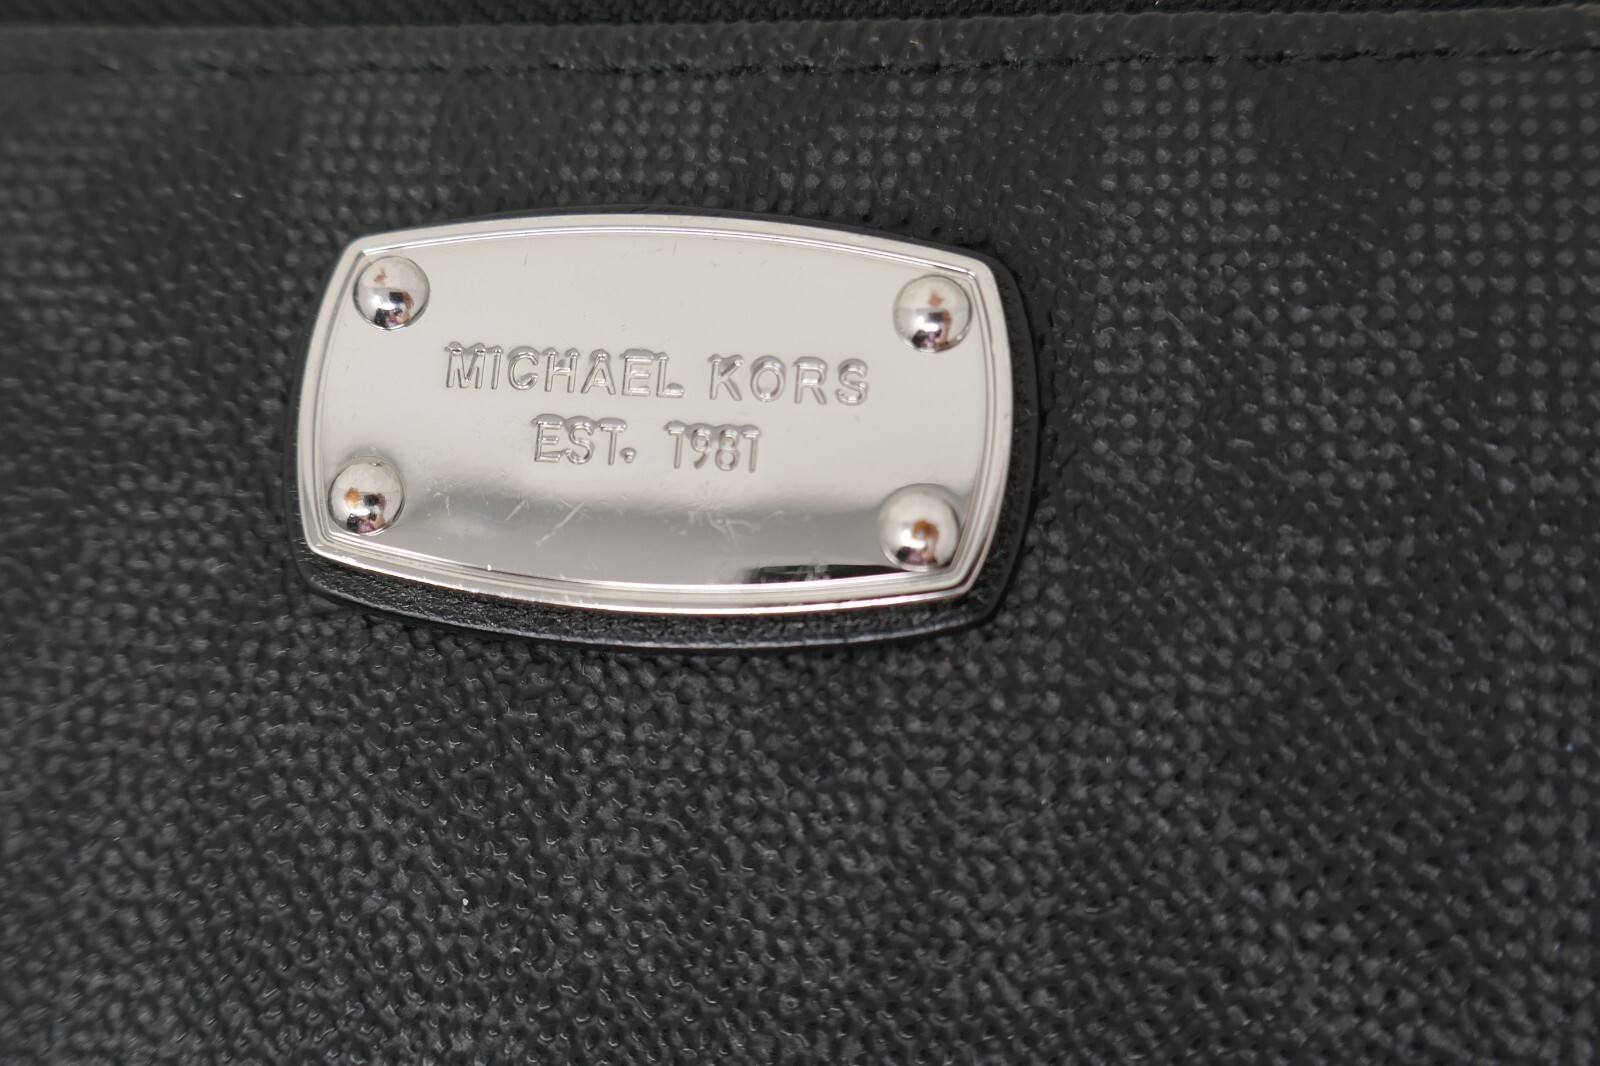 MICHAEL KORS
EST. 1981